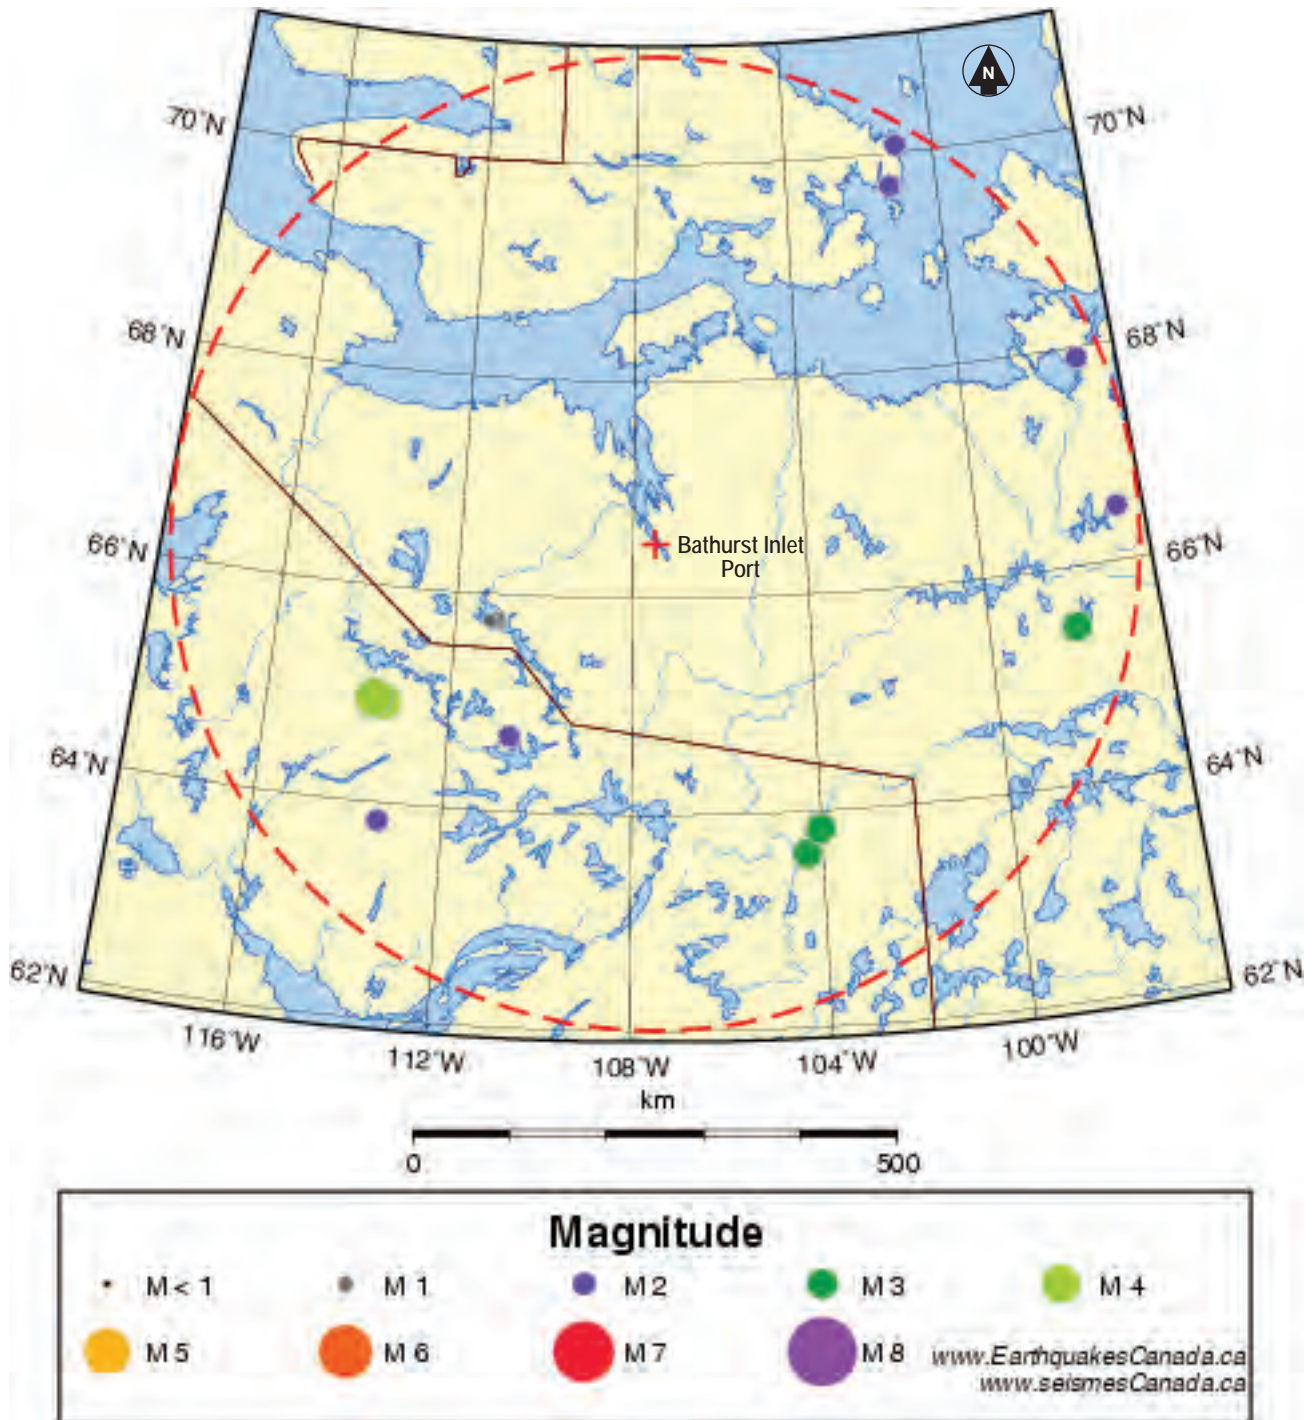 N
70°N
70°N
68°N
68°N
Bathurst Inlet
Port
66°N
66°N
64°N
64°N
62°N
62°N
116°W
112°W
108°W
104°W
100°W
km
0
500
Magnitude
M < 1
M 1
M 2
M 3
M 4
M 5
M 6
M 7
M 8
www.EarthquakesCanada.ca
www.seismesCanada.ca